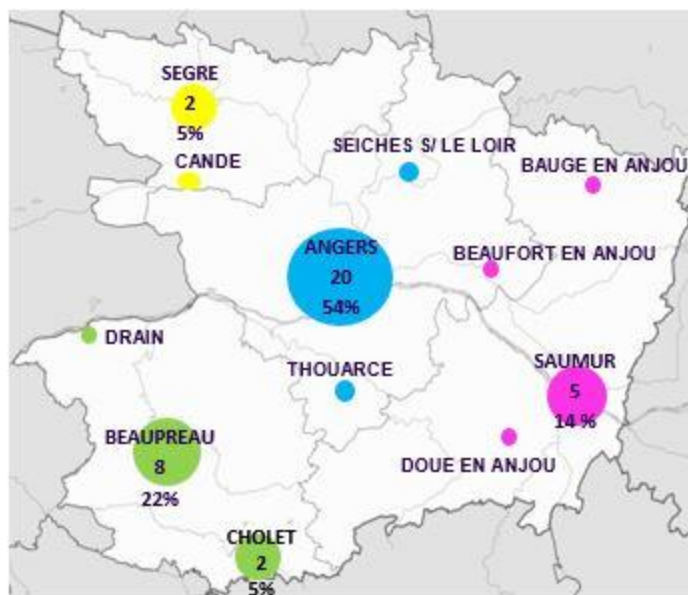 SEGRE
2
5%
CANDE
SEICHES S/ LE LOIR
BAUGE EN ANJOU
ANGERS
20
54%
BEAUFORT EN ANJOU
DRAIN
THOUARCE
SAUMUR
5
14 %
BEAUPREAU
8
22%
DOUE EN ANJOU
CHOLET
2
5%